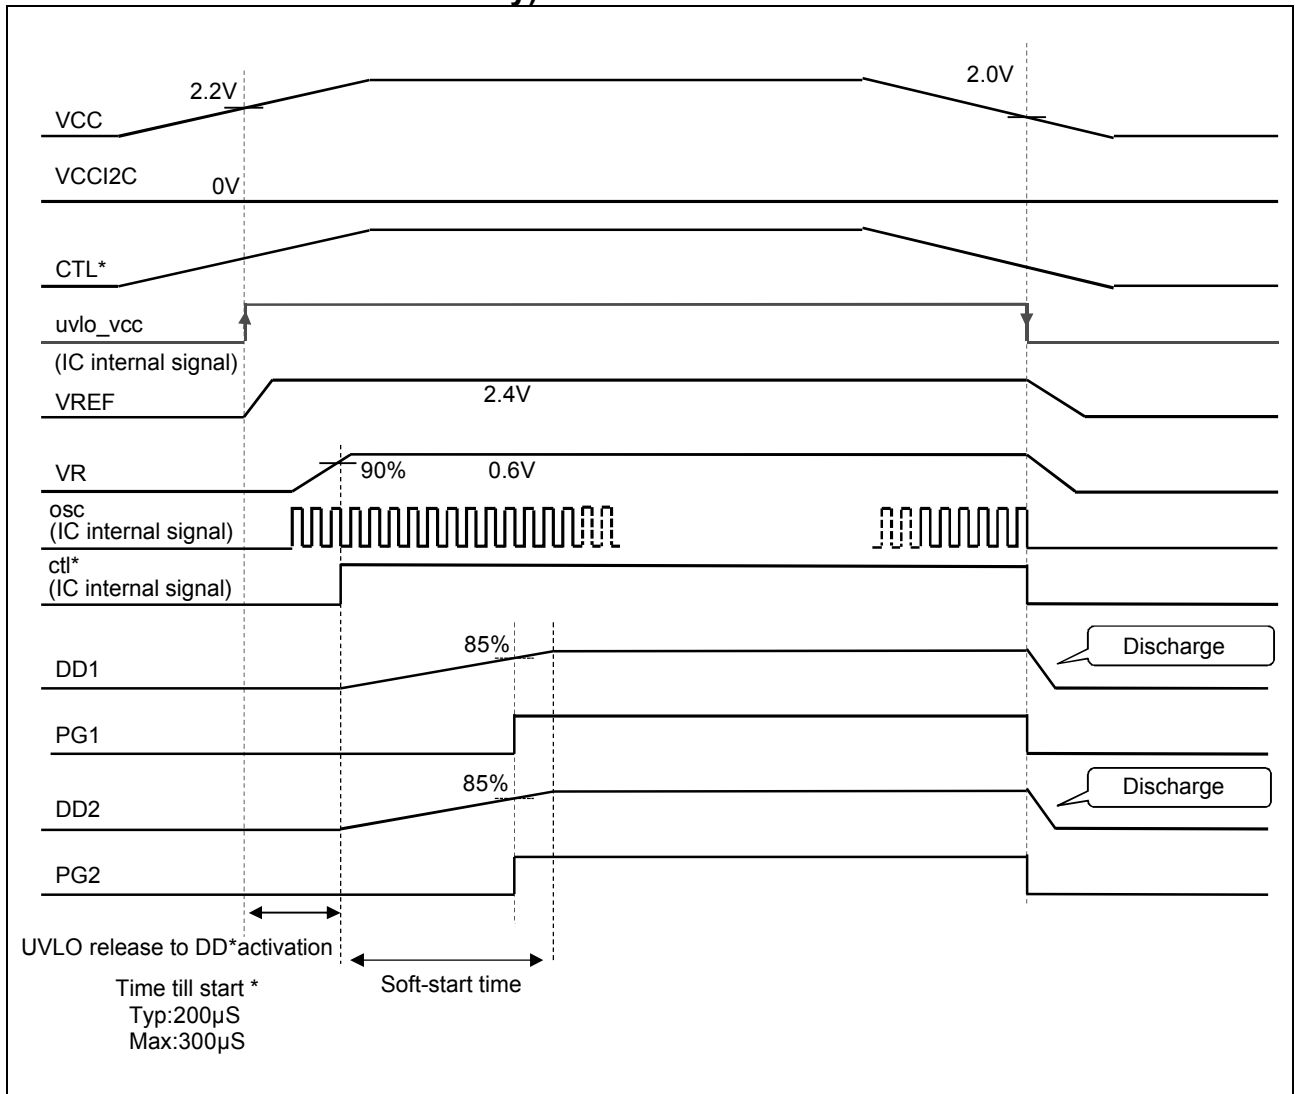 y)
2.2V
2.0V
VCC
VCCI2C
0V
CTL*
uvlo_vcc
(IC internal signal)
VREF
2.4V
VR
90%
0.6V
osc
(IC internal signal)
ctl*
(IC internal signal)
85%
DD1
Discharge
PG1
85%
DD2
Discharge
PG2
UVLO release to DD*activation
Time till start *
Typ:200µS
Max:300µS
Soft-start time